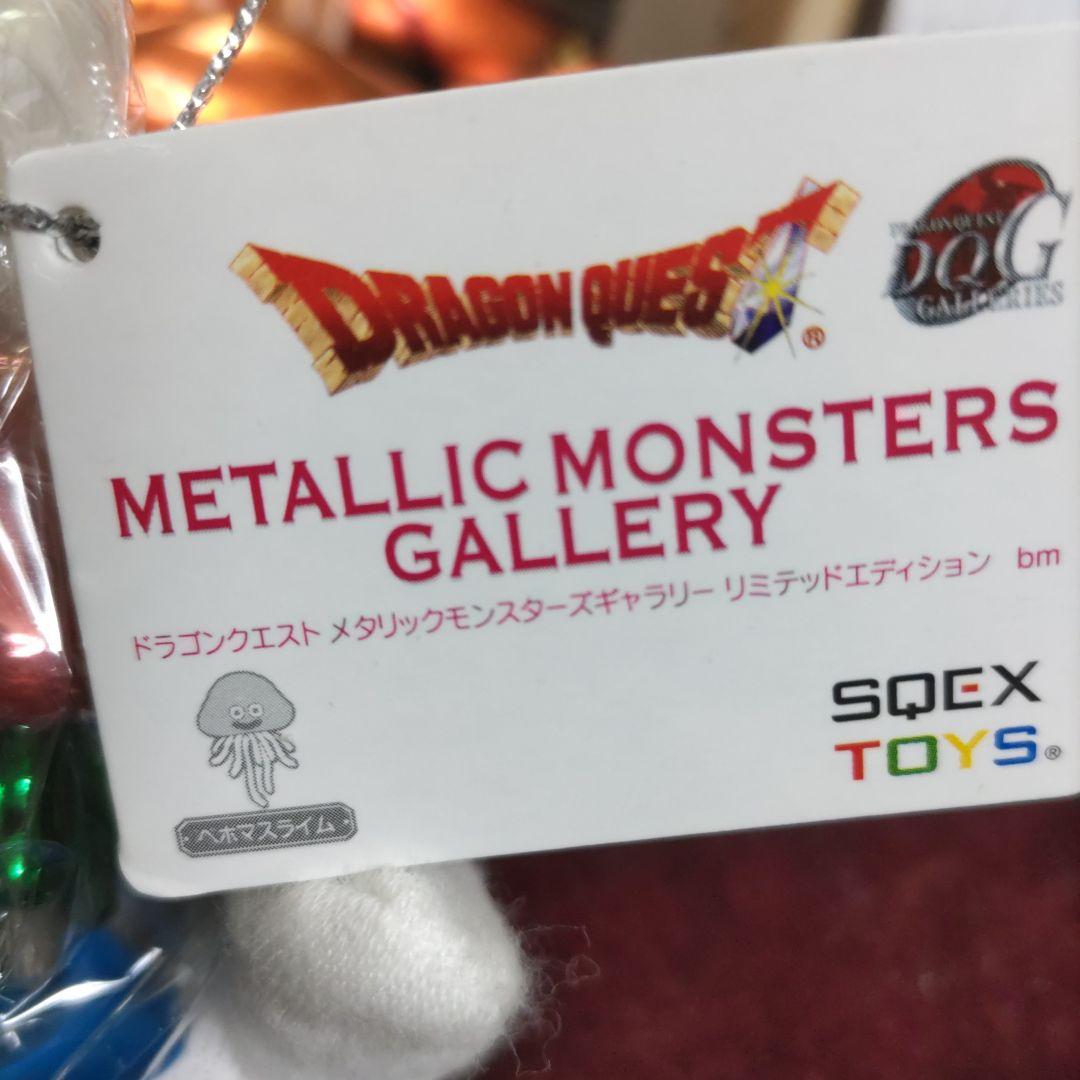 DRAGON QUEST®
DRAGON QUEST
DQG
GALLERIES
METALLIC MONSTERS
GALLERY
ドラゴンクエスト メタリックモンスターズギャラリー リミテッドエディション bm
SQEX
TOYS®
ヘホマスライム